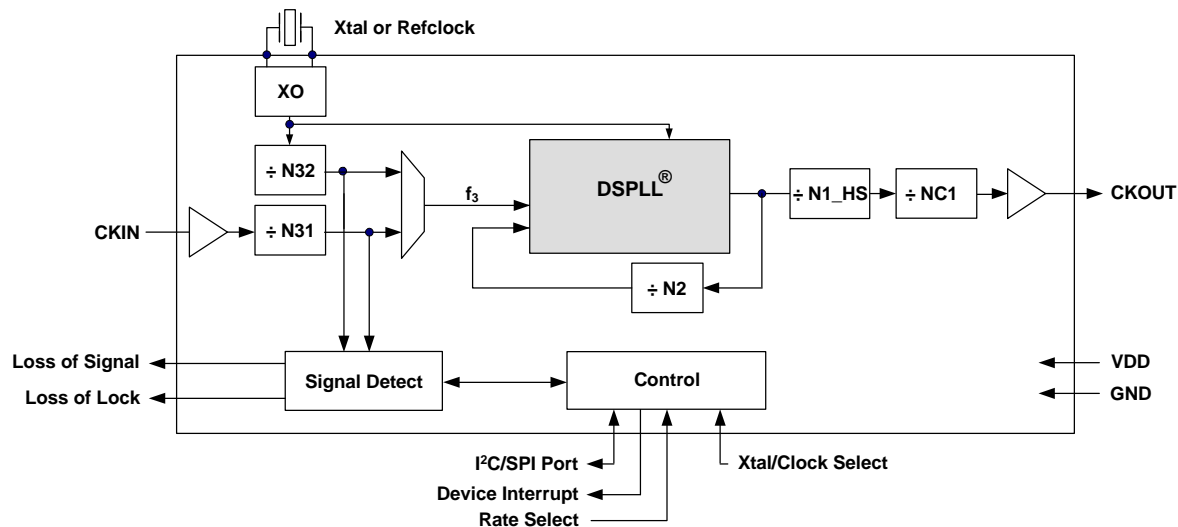 Xtal or Refclock
XO
÷ N32
DSPLL®
f₃
÷ N1_HS
÷ NC1
CKOUT
CKIN
÷ N31
÷ N2
Loss of Signal
Loss of Lock
Signal Detect
Control
VDD
GND
I²C/SPI Port
Xtal/Clock Select
Device Interrupt
Rate Select